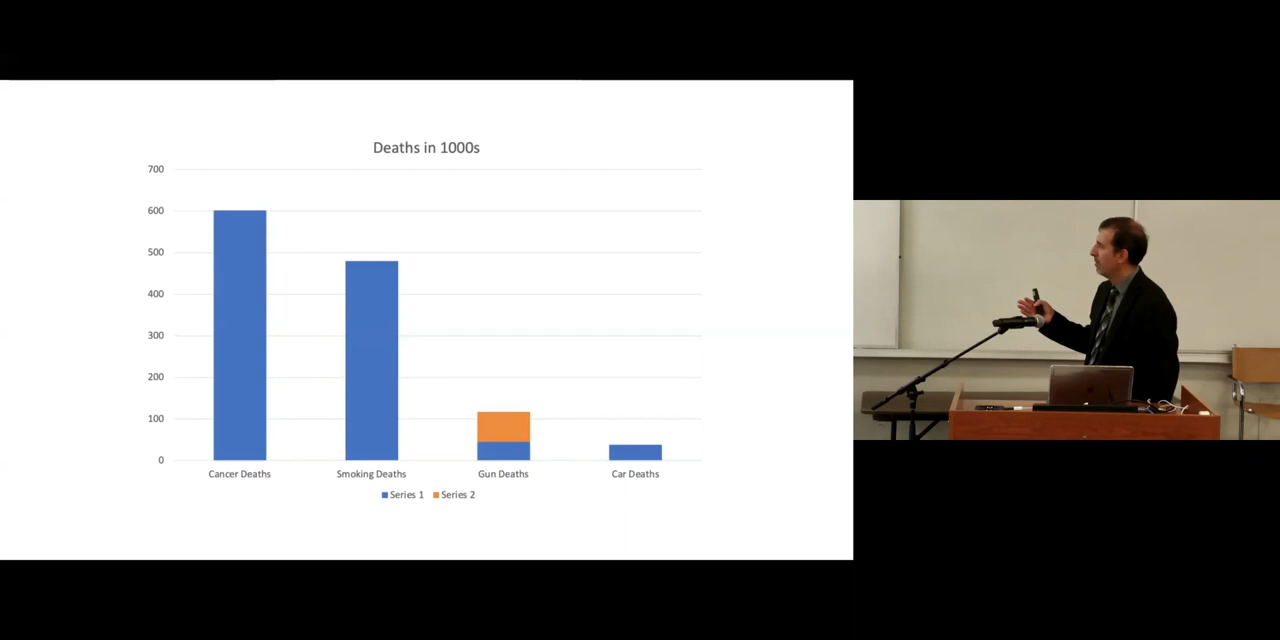 Deaths in 1000s
700
600
500
400
300
200
100
0
Cancer Deaths Smoking Deaths Gun Deaths Car Deaths
Series 1 Series 2